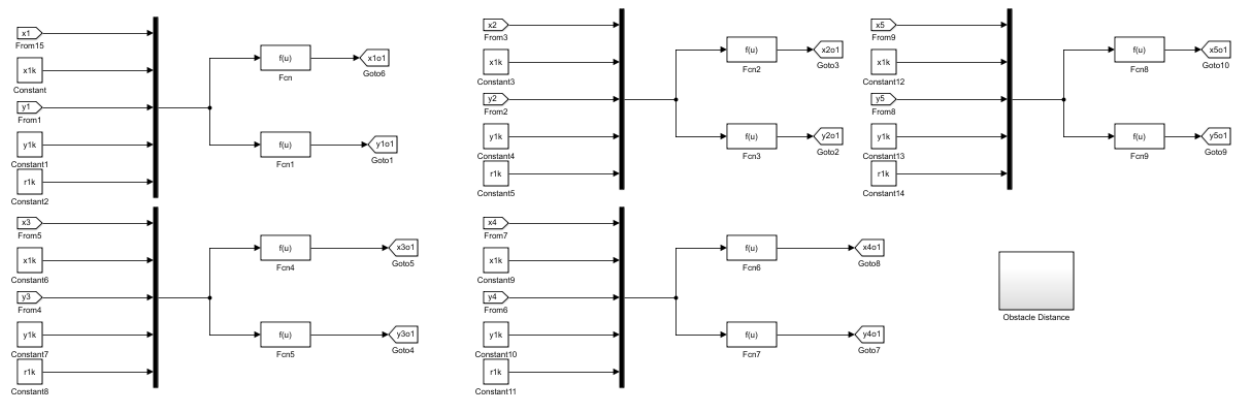 x1
From15
x1k
Constant
y1
From1
y1k
Constant1
r1k
Constant2
f(u)
Fcn
x1o1
Goto6
f(u)
Fcn1
y1o1
Goto1
x2
From3
x1k
Constant3
y2
From2
y1k
Constant4
r1k
Constant5
f(u)
Fcn2
x2o1
Goto3
f(u)
Fcn3
y2o1
Goto2
x5
From9
x1k
Constant12
y5
From8
y1k
Constant13
r1k
Constant14
f(u)
Fcn8
x5o1
Goto10
f(u)
Fcn9
y5o1
Goto9
x3
From5
x1k
Constant6
y3
From4
y1k
Constant7
r1k
Constant8
f(u)
Fcn4
x3o1
Goto5
f(u)
Fcn5
y3o1
Goto4
x4
From7
x1k
Constant9
y4
From6
y1k
Constant10
r1k
Constant11
f(u)
Fcn6
x4o1
Goto8
f(u)
Fcn7
y4o1
Goto7
Obstacle Distance